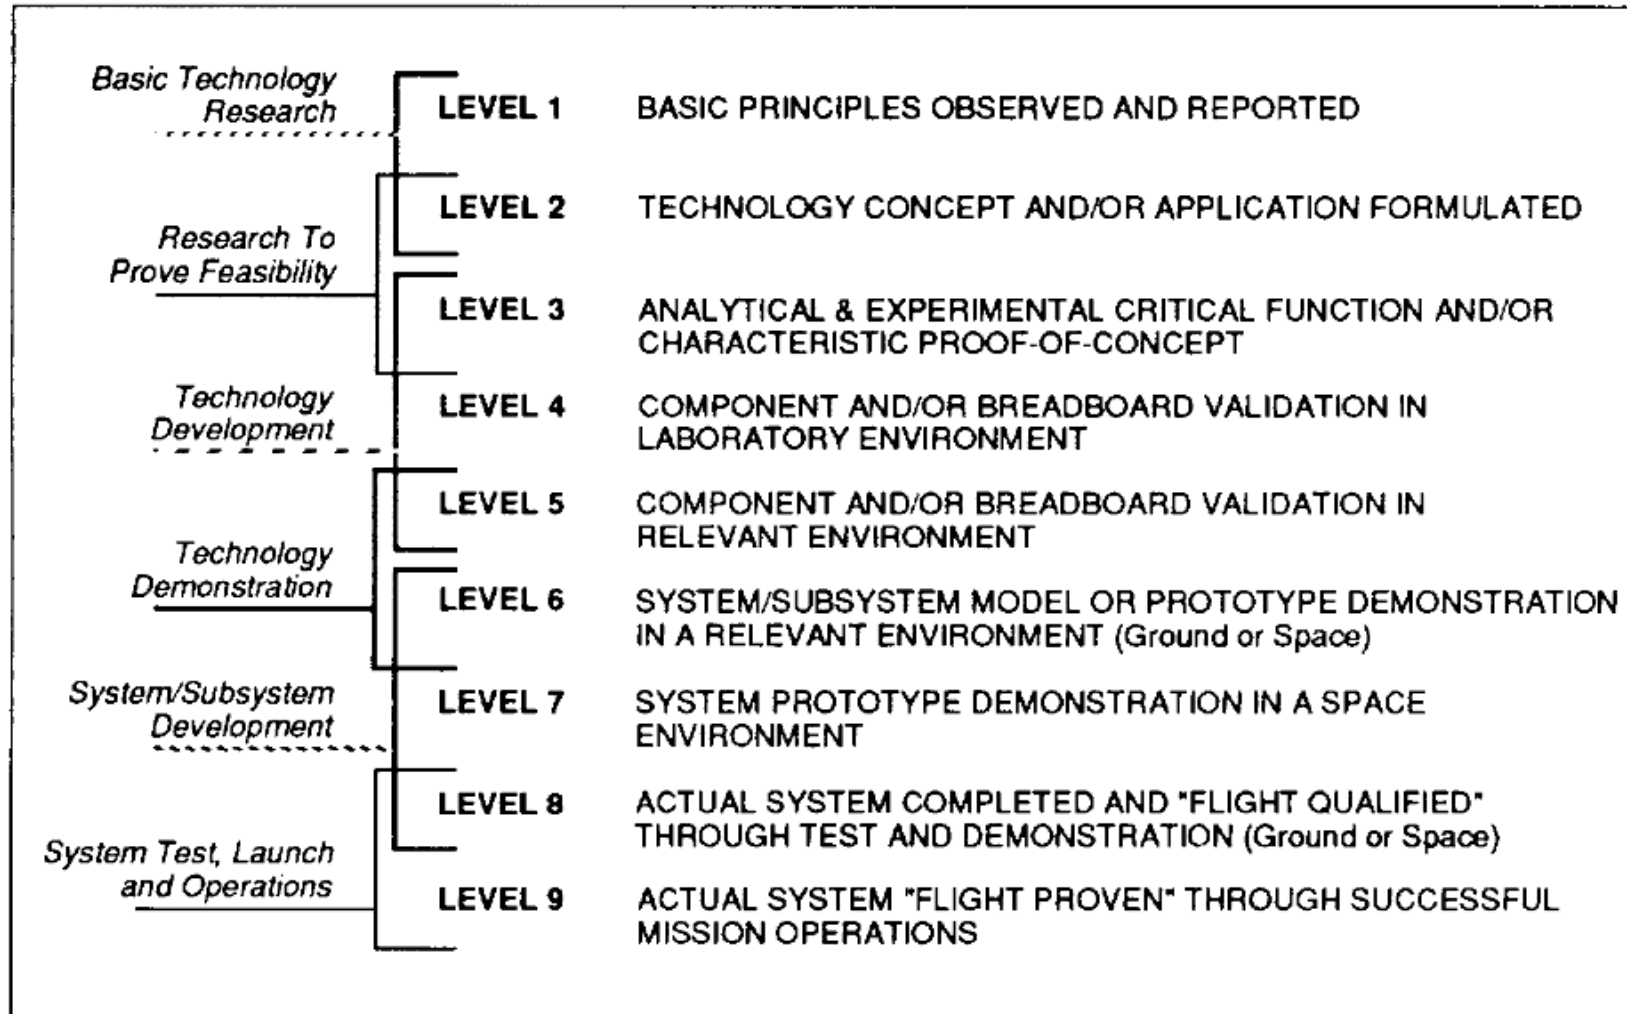 Basic Technology
Research
LEVEL 1 BASIC PRINCIPLES OBSERVED AND REPORTED
LEVEL 2 TECHNOLOGY CONCEPT AND/OR APPLICATION FORMULATED
Research To
Prove Feasibility
LEVEL 3 ANALYTICAL & EXPERIMENTAL CRITICAL FUNCTION AND/OR
CHARACTERISTIC PROOF-OF-CONCEPT
Technology
Development
LEVEL 4 COMPONENT AND/OR BREADBOARD VALIDATION IN
LABORATORY ENVIRONMENT
LEVEL 5 COMPONENT AND/OR BREADBOARD VALIDATION IN
RELEVANT ENVIRONMENT
Technology
Demonstration
LEVEL 6 SYSTEM/SUBSYSTEM MODEL OR PROTOTYPE DEMONSTRATION
IN A RELEVANT ENVIRONMENT (Ground or Space)
System/Subsystem
Development
LEVEL 7 SYSTEM PROTOTYPE DEMONSTRATION IN A SPACE
ENVIRONMENT
LEVEL 8 ACTUAL SYSTEM COMPLETED AND "FLIGHT QUALIFIED"
THROUGH TEST AND DEMONSTRATION (Ground or Space)
System Test, Launch
and Operations
LEVEL 9 ACTUAL SYSTEM "FLIGHT PROVEN" THROUGH SUCCESSFUL
MISSION OPERATIONS